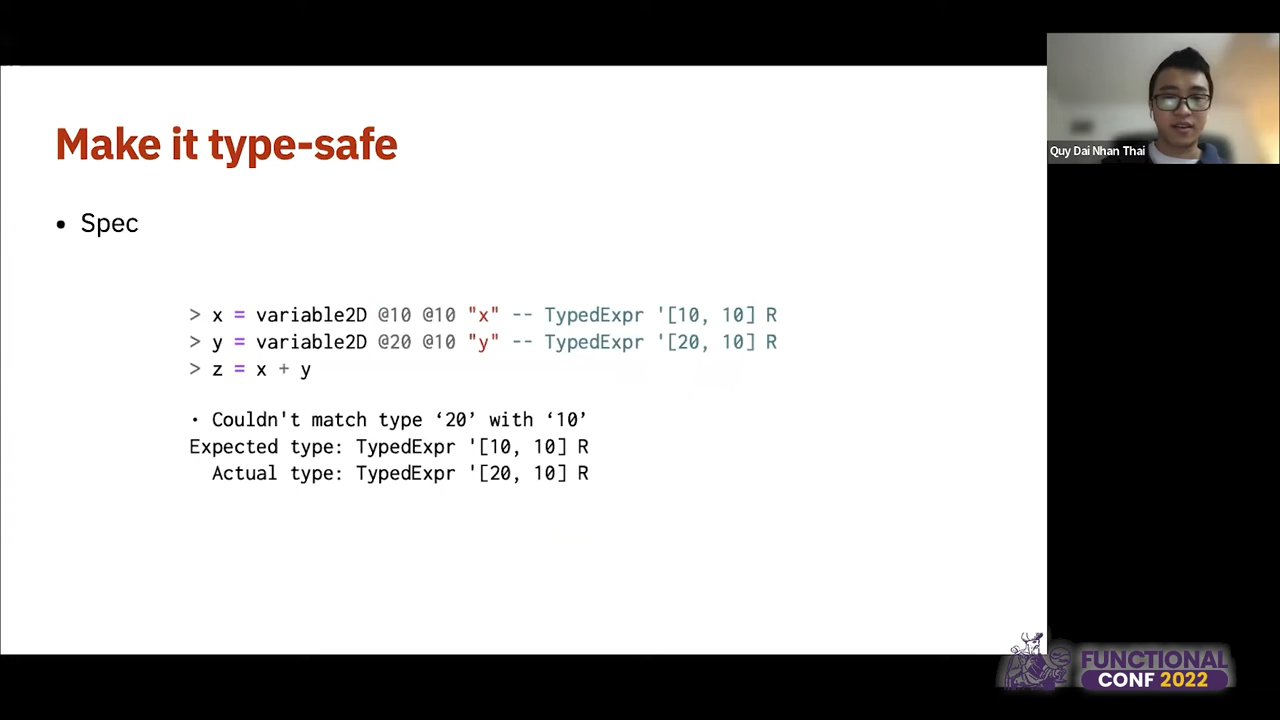 Make it type-safe
• Spec
> x = variable2D @10 @10 "x" -- TypedExpr '[10, 10] R
> y = variable2D @20 @10 "y" -- TypedExpr '[20, 10] R
> z = x + y
· Couldn't match type ‘20’ with ‘10’
Expected type: TypedExpr '[10, 10] R
Actual type: TypedExpr '[20, 10] R
Quy Dai Nhan Thai
FUNCTIONAL
CONF 2022